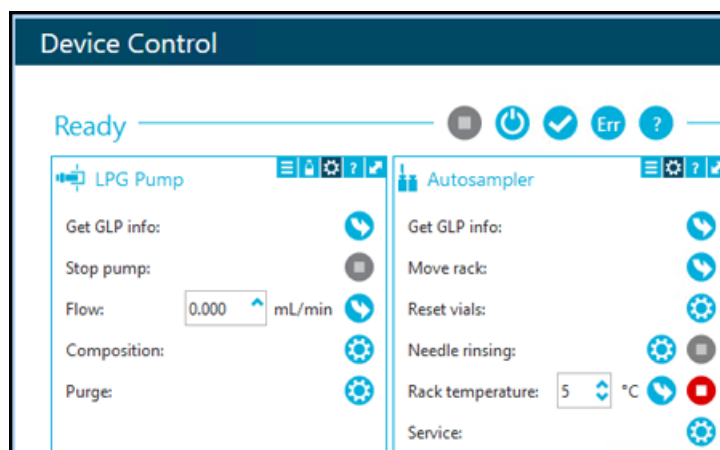 Device Control
Ready
Err ?
LPG Pump
?
Get GLP info:
Stop pump:
Flow: 0.000 mL/min
Composition:
Purge:
Autosampler
?
Get GLP info:
Move rack:
Reset vials:
Needle rinsing:
Rack temperature: 5 °C
Service: